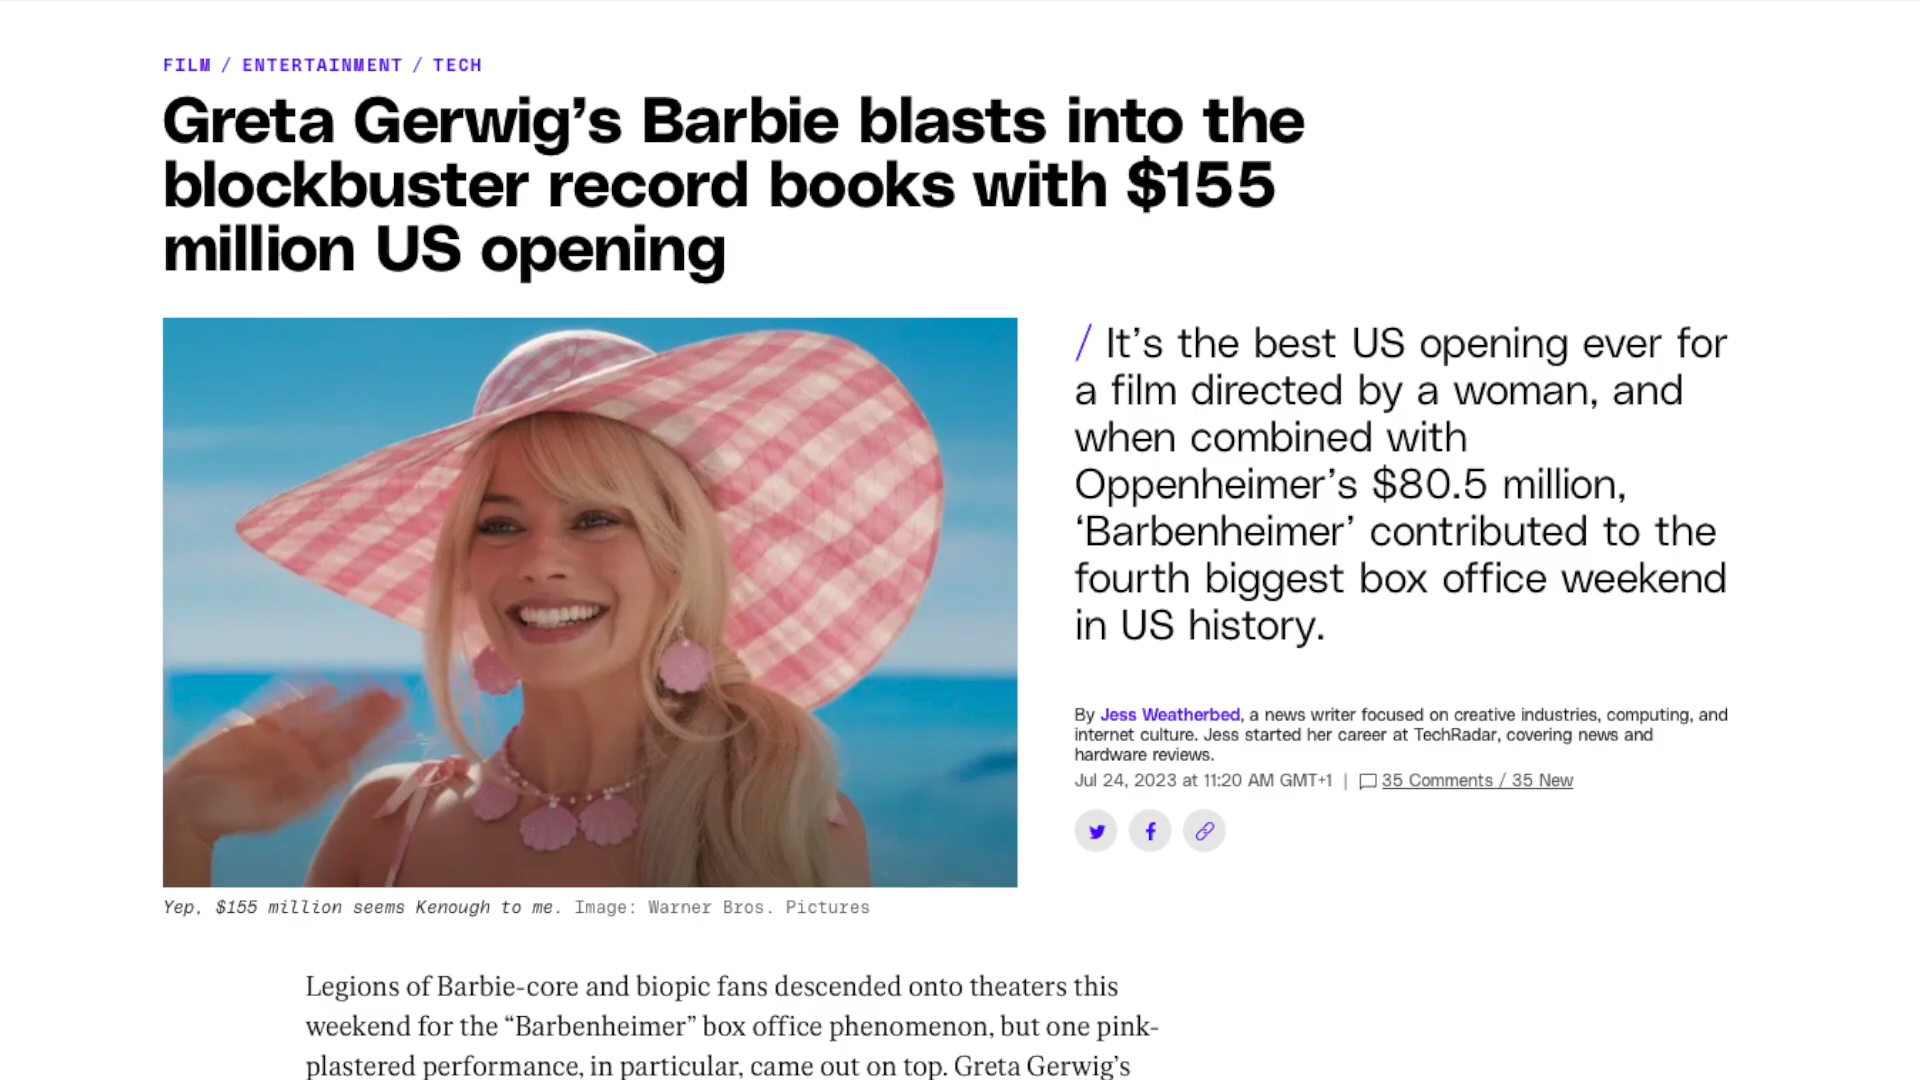 FILM / ENTERTAINMENT / TECH
Greta Gerwig’s Barbie blasts into the
blockbuster record books with $155
million US opening
/ It’s the best US opening ever for
a film directed by a woman, and
when combined with
Oppenheimer’s $80.5 million,
‘Barbenheimer’ contributed to the
fourth biggest box office weekend
in US history.
By Jess Weatherbed, a news writer focused on creative industries, computing, and
internet culture. Jess started her career at TechRadar, covering news and
hardware reviews.
Jul 24, 2023 at 11:20 AM GMT+1 | 35 Comments / 35 New
Yep, $155 million seems Kenough to me. Image: Warner Bros. Pictures
Legions of Barbie-core and biopic fans descended onto theaters this
weekend for the “Barbenheimer” box office phenomenon, but one pink-
plastered performance, in particular, came out on top. Greta Gerwig’s